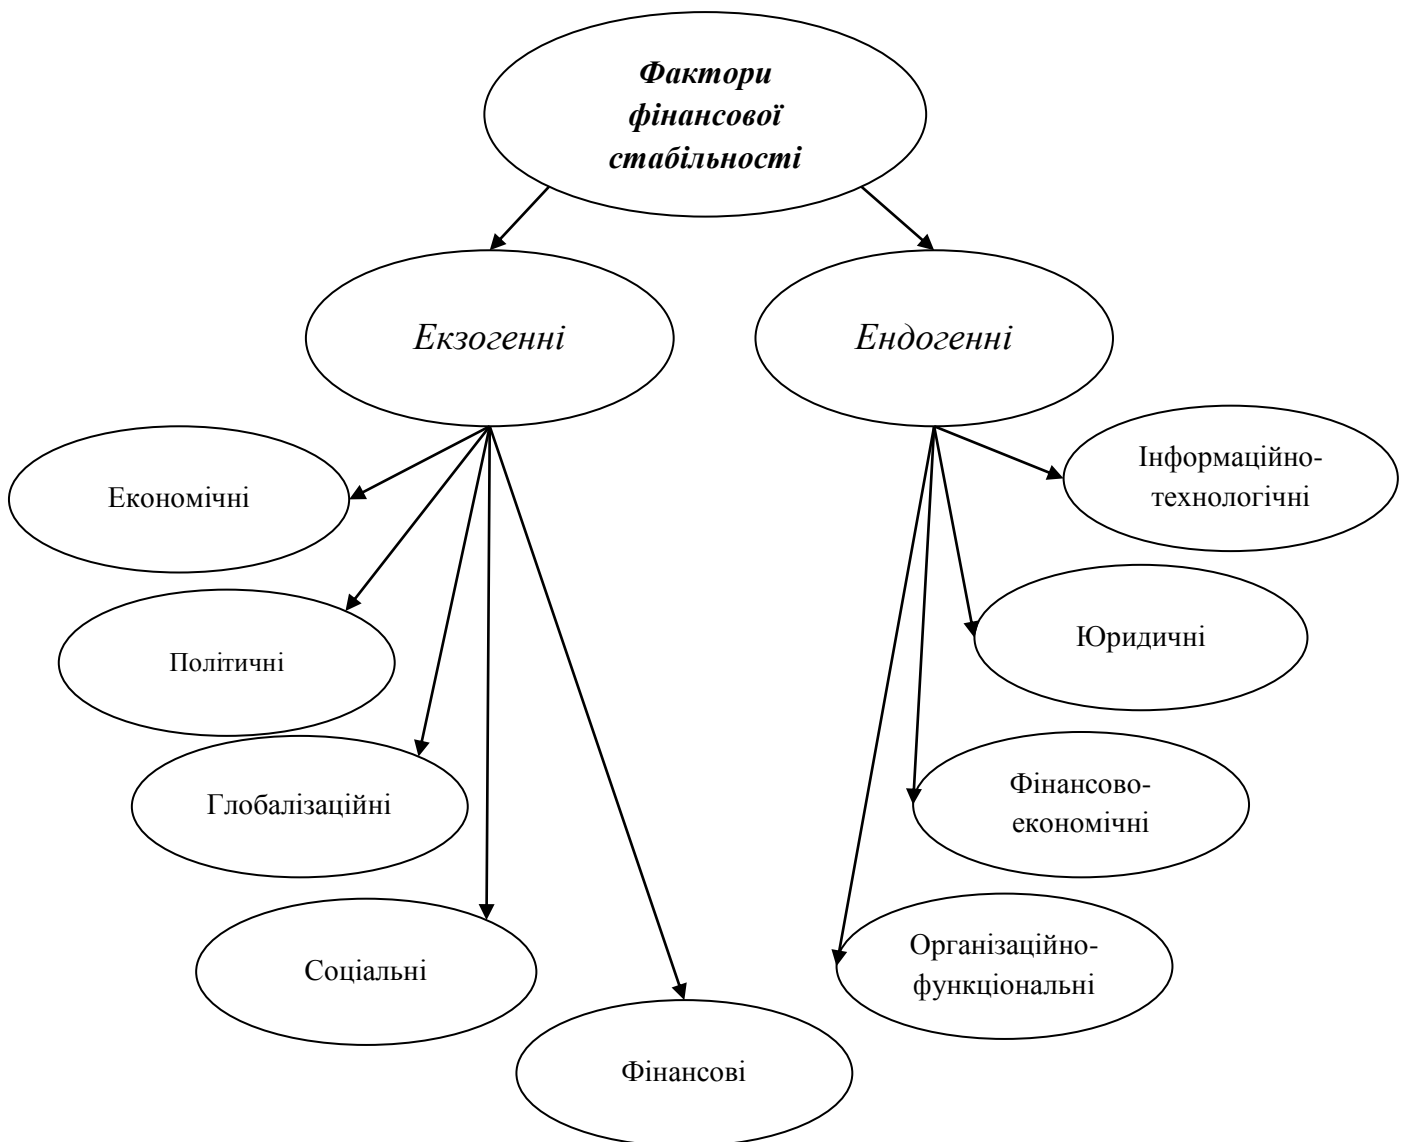 Фактори
фінансової
стабільності
Екзогенні
Ендогенні
Економічні
Політичні
Глобалізаційні
Соціальні
Фінансові
Інформаційно-
технологічні
Юридичні
Фінансово-
економічні
Організаційно-
функціональні